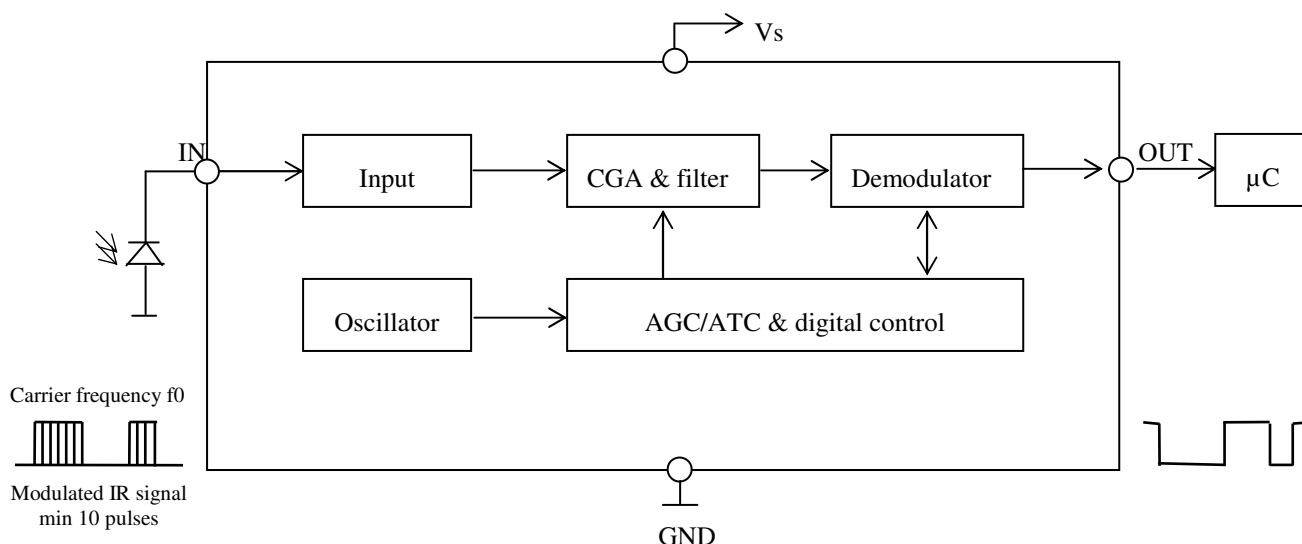 Vs
IN
Input
CGA & filter
Demodulator
OUT
µC
Oscillator
AGC/ATC & digital control
Carrier frequency f0
Modulated IR signal
min 10 pulses
GND